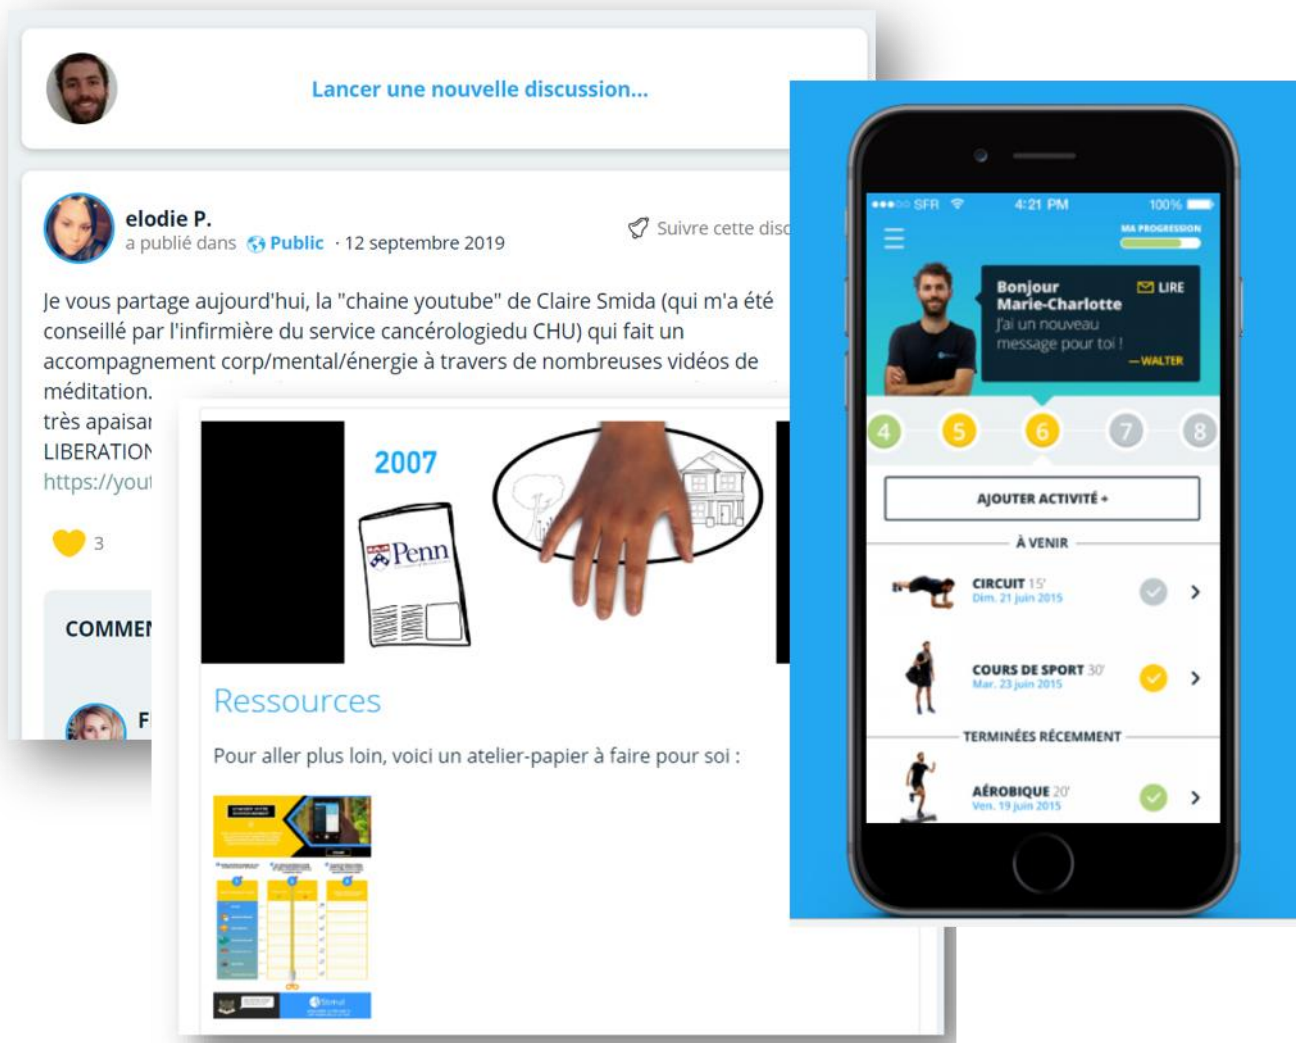 Lancer une nouvelle discussion...
elodie P.
a publié dans Public · 12 septembre 2019
Suivre cette disc
Je vous partage aujourd'hui, la "chaine youtube" de Claire Smida (qui m'a été
conseillé par l'infirmière du service cancérologiedu CHU) qui fait un
accompagnement corp/mental/énergie à travers de nombreuses vidéos de
méditation.
très apaisar
LIBERATION
https://yout
3
COMMEN
F
2007
Penn
Ressources
Pour aller plus loin, voici un atelier-papier à faire pour soi :
SFR 4:21 PM 100%
MA PROGRESSION
Bonjour
Marie-Charlotte
LIRE
J'ai un nouveau
message pour toi !
— WALTER
4 5 6 7 8
AJOUTER ACTIVITÉ +
À VENIR
CIRCUIT 15'
Dim. 21 juin 2015
COURS DE SPORT 30'
Mar. 23 juin 2015
TERMINÉES RÉCEMMENT
AÉROBIQUE 20'
Ven. 19 juin 2015